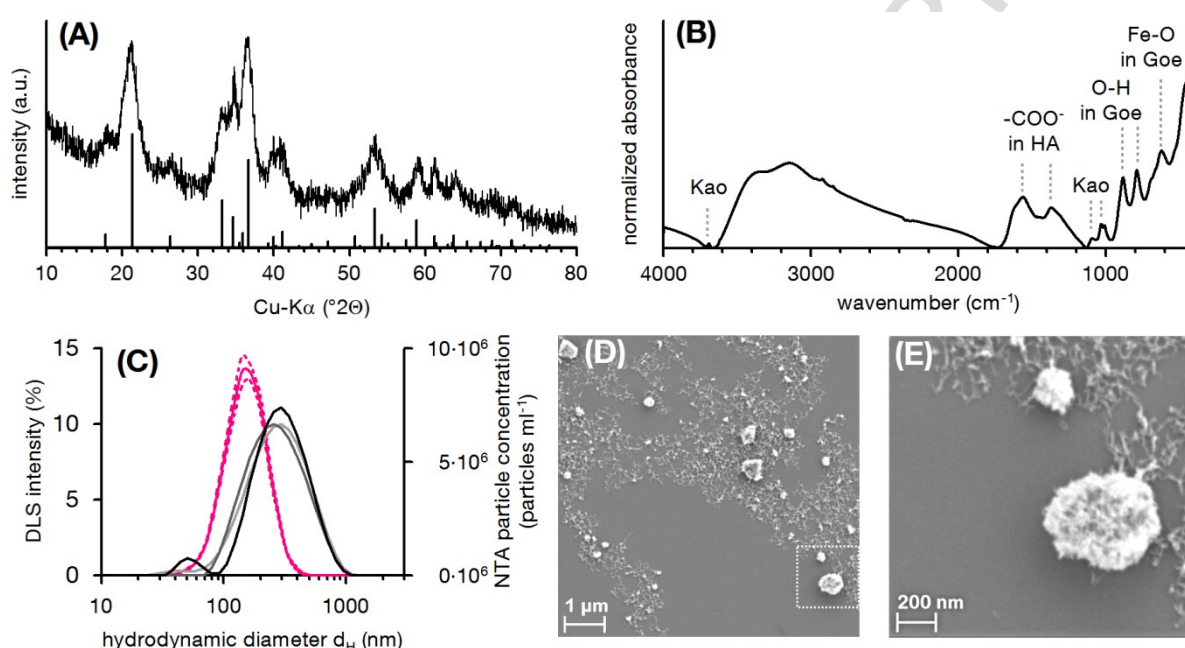 (A)
intensity (a.u.)
10 20 30 40 50 60 70 80
Cu-Kα (°2Θ)
(B)
normalized absorbance
Kao
-COO⁻
in HA
Kao
O-H
in Goe
Fe-O
in Goe
4000 3000 2000 1000
wavenumber (cm⁻¹)
(C)
DLS intensity (%)
15
10
5
0
10 100 1000
hydrodynamic diameter d_H (nm)
10·10⁶
5·10⁶
0·10⁶
NTA particle concentration
(particles ml⁻¹)
(D)
1 µm
(E)
200 nm